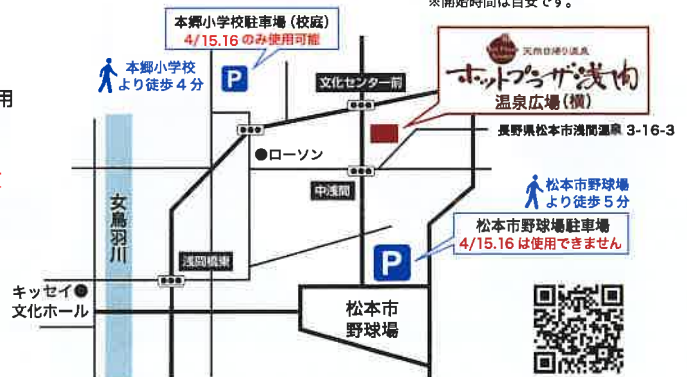 ※開始時間は目安です。
本郷小学校駐車場（校庭）
4/15.16 のみ使用可能
天然日帰り温泉
ホットプラザ浅間
温泉広場（横）
本郷小学校
より徒歩４分
P
文化センター前
用
長野県松本市浅間温泉 3-16-3
●ローソン
中浅間
松本市野球場
より徒歩５分
女鳥羽川
松本市野球場駐車場
4/15.16 は使用できません
P
浅間橋東
キッセイ●
文化ホール
松本市
野球場